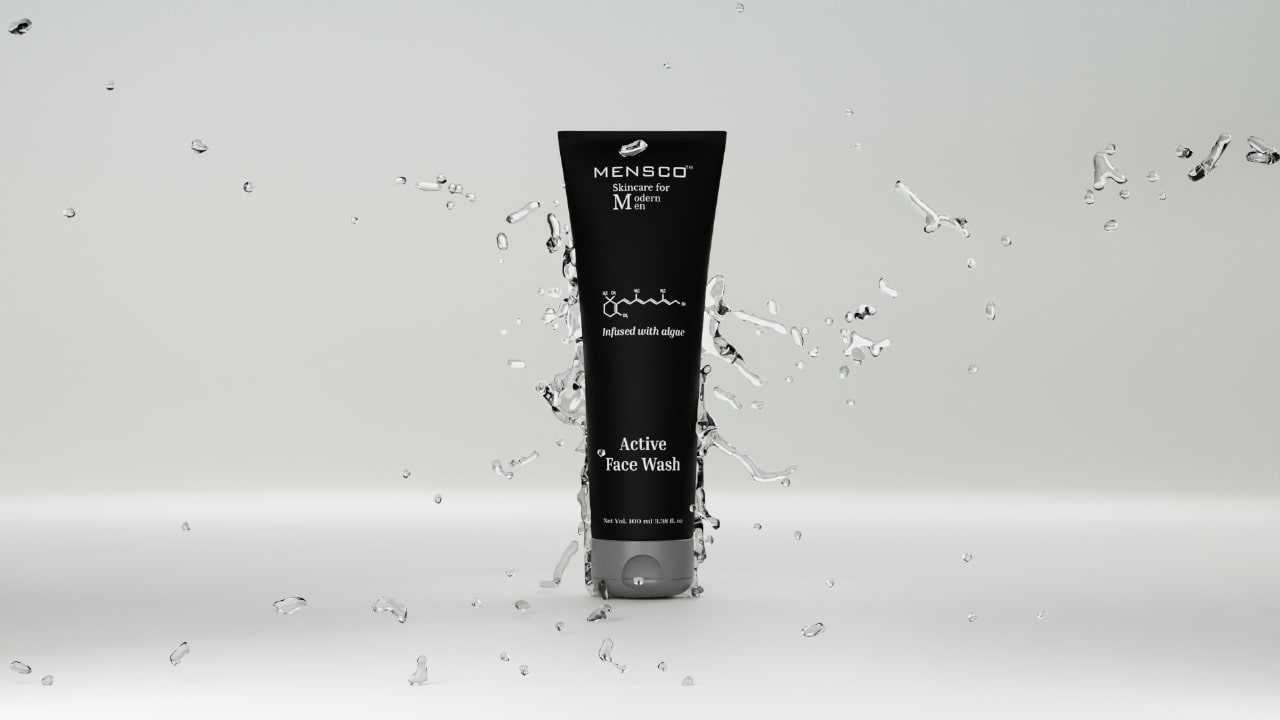 MENSCO™
Skincare for
Modern
Men
Infused with algae
Active
Face Wash
Net Vol. 100 ml 3.38 fl. oz